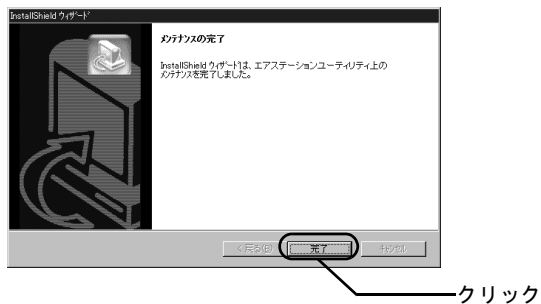 InstallShield ウィザード
メンテナンスの完了
InstallShield ウィザードは、エアステーションユーティリティ上の
メンテナンスを完了しました。
< 戻る(B)
完了
キャンセル
クリック